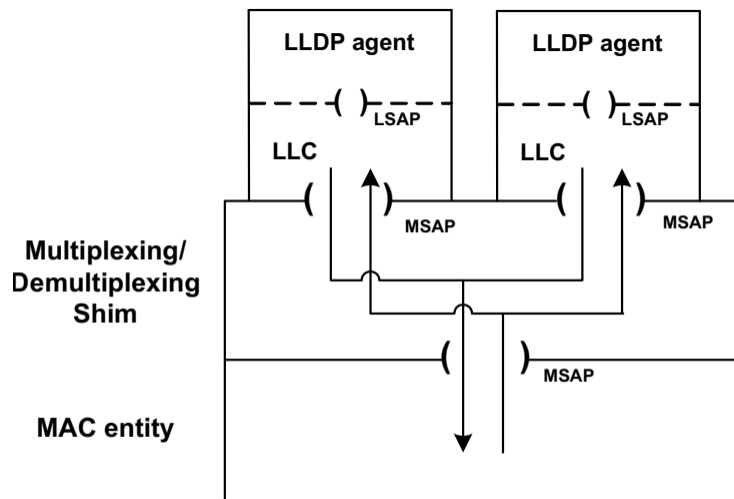 LLDP agent
LLDP agent
( )
LSAP
( )
LSAP
LLC
LLC
( )
MSAP
( )
MSAP
Multiplexing/
Demultiplexing
Shim
( )
MSAP
MAC entity